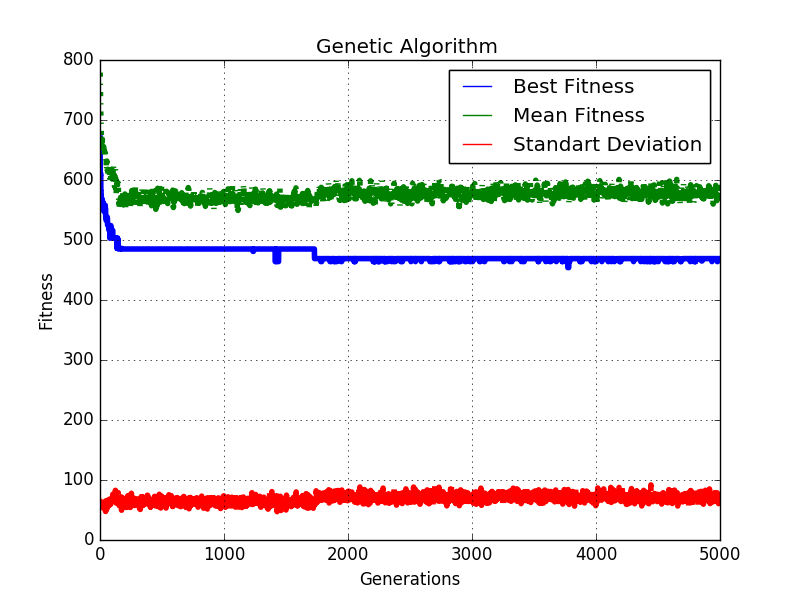 Genetic Algorithm
Best Fitness
Mean Fitness
Standart Deviation
800
700
600
500
400
300
200
100
0
Fitness
0 1000 2000 3000 4000 5000
Generations